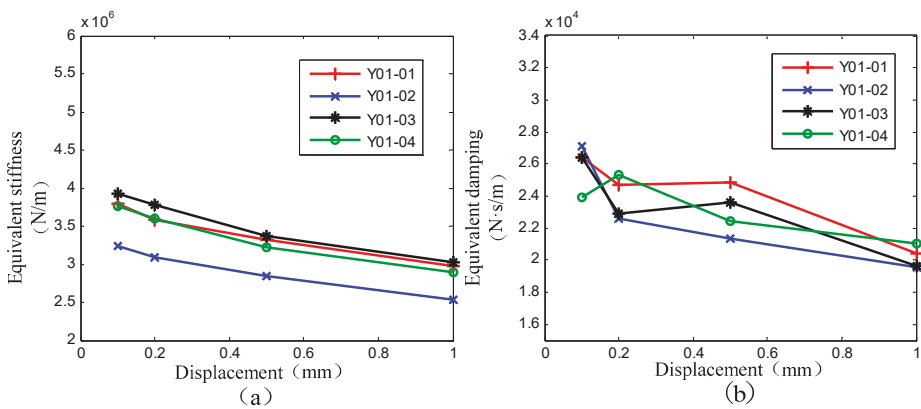 x 10⁶
6
5.5
5
4.5
4
3.5
3
2.5
2
0
0.2
0.4
0.6
0.8
1
Equivalent stiffness
（N/m）
Displacement（mm）
(a)
Y01-01
Y01-02
Y01-03
Y01-04
x 10⁴
3.4
3.2
3.0
2.8
2.6
2.4
2.2
2.0
1.8
1.6
0
0.2
0.4
0.6
0.8
1
Equivalent damping
（N·s/m）
Displacement（mm）
(b)
Y01-01
Y01-02
Y01-03
Y01-04